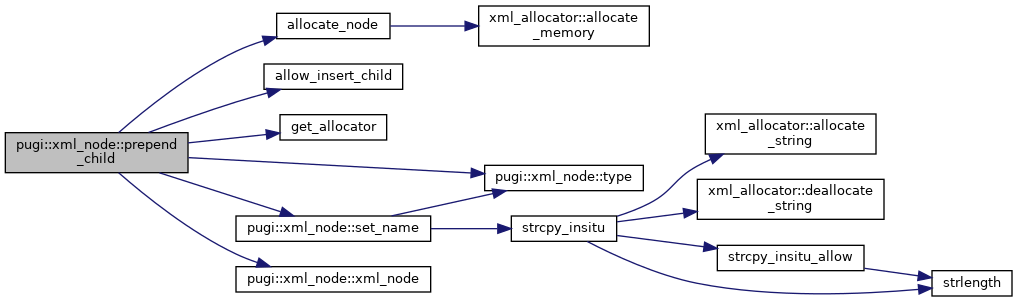 allocate_node
xml_allocator::allocate
_memory
allow_insert_child
get_allocator
pugi::xml_node::prepend
_child
pugi::xml_node::type
pugi::xml_node::set_name
pugi::xml_node::xml_node
strcpy_insitu
xml_allocator::allocate
_string
xml_allocator::deallocate
_string
strcpy_insitu_allow
strlength